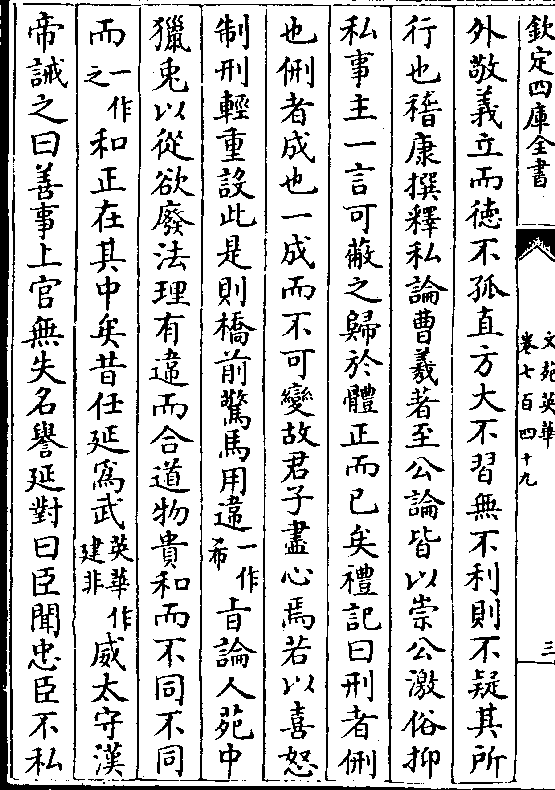 欽定四庫全書
文苑英華
卷七百四十九
三
外敬義立而徳不孤直方大不習無不利則不疑其所
行也稽康撰釋私論曹羲著至公論皆以崇公激俗抑
私事主一言可蔽之歸於體正而已矣禮記曰刑者侀
也侀者成也一成而不可變故君子盡心焉若以喜怒
制刑輕重設此是則橋前驚馬用違一作希旨論人苑中
獵兎以從欲廢法理有違而合道物貴和而不同不同
而一作之和正在其中矣昔任延為武英華作建非威太守漢
帝誡之曰善事上官無失名譽延對曰臣聞忠臣不私